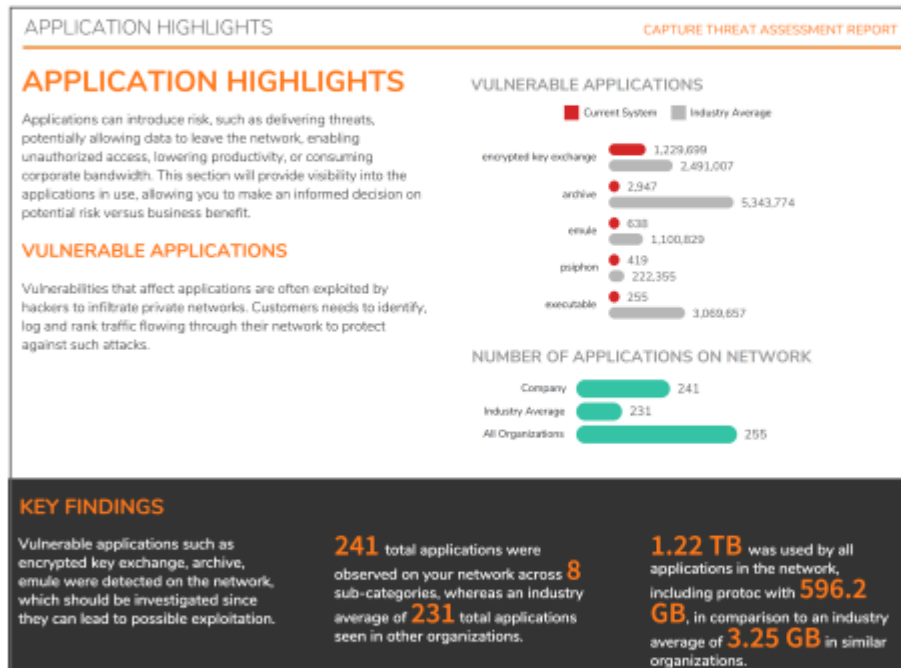 APPLICATION HIGHLIGHTS
CAPTURE THREAT ASSESSMENT REPORT
APPLICATION HIGHLIGHTS
Applications can introduce risk, such as delivering threats,
potentially allowing data to leave the network, enabling
unauthorized access, lowering productivity, or consuming
corporate bandwidth. This section will provide visibility into the
applications in use, allowing you to make an informed decision on
potential risk versus business benefit.
VULNERABLE APPLICATIONS
Vulnerabilities that affect applications are often exploited by
hackers to infiltrate private networks. Customers needs to identify,
log and rank traffic flowing through their network to protect
against such attacks.
VULNERABLE APPLICATIONS
Current System
Industry Average
encrypted key exchange
1,229,699
2,491,007
archive
2,947
5,343,774
emule
638
1,100,829
psiphon
419
222,355
executable
255
3,069,657
NUMBER OF APPLICATIONS ON NETWORK
Company
241
Industry Average
231
All Organizations
255
KEY FINDINGS
Vulnerable applications such as
encrypted key exchange, archive,
emule were detected on the network,
which should be investigated since
they can lead to possible exploitation.
241 total applications were
observed on your network across 8
sub-categories, whereas an industry
average of 231 total applications
seen in other organizations.
1.22 TB was used by all
applications in the network,
including protoc with 596.2
GB, in comparison to an industry
average of 3.25 GB in similar
organizations.